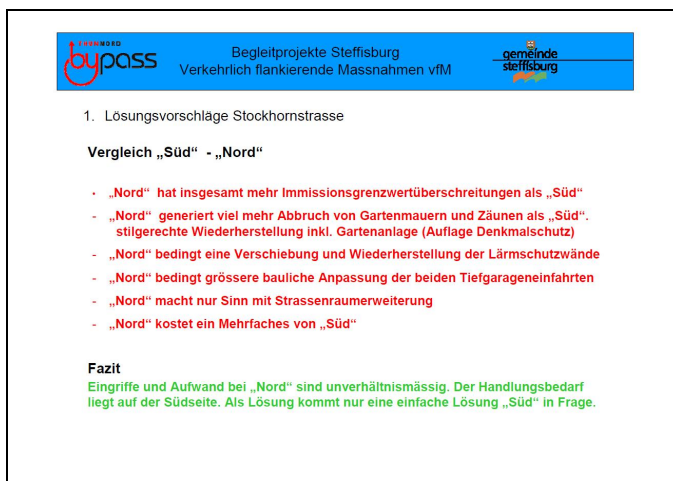 THUNNORD
bypass
Begleitprojekte Steffisburg
Verkehrlich flankierende Massnahmen vfM
gemeinde
steffisburg
1. Lösungsvorschläge Stockhornstrasse
Vergleich „Süd“ - „Nord“
- „Nord“ hat insgesamt mehr Immissionsgrenzwertüberschreitungen als „Süd“
- „Nord“ generiert viel mehr Abbruch von Gartenmauern und Zäunen als „Süd“.
stilgerechte Wiederherstellung inkl. Gartenanlage (Auflage Denkmalschutz)
- „Nord“ bedingt eine Verschiebung und Wiederherstellung der Lärmschutzwände
- „Nord“ bedingt grössere bauliche Anpassung der beiden Tiefgarageneinfahrten
- „Nord“ macht nur Sinn mit Strassenraumerweiterung
- „Nord“ kostet ein Mehrfaches von „Süd“
Fazit
Eingriffe und Aufwand bei „Nord“ sind unverhältnismässig. Der Handlungsbedarf
liegt auf der Südseite. Als Lösung kommt nur eine einfache Lösung „Süd“ in Frage.